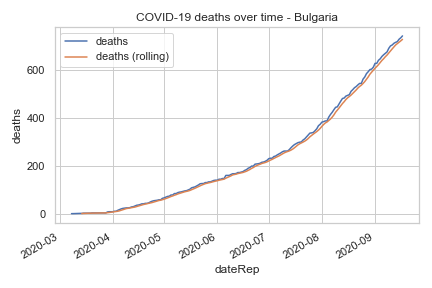 COVID-19 deaths over time - Bulgaria
deaths
deaths (rolling)
600
400
200
0
deaths
2020-03
2020-04
2020-05
2020-06
2020-07
2020-08
2020-09
dateRep